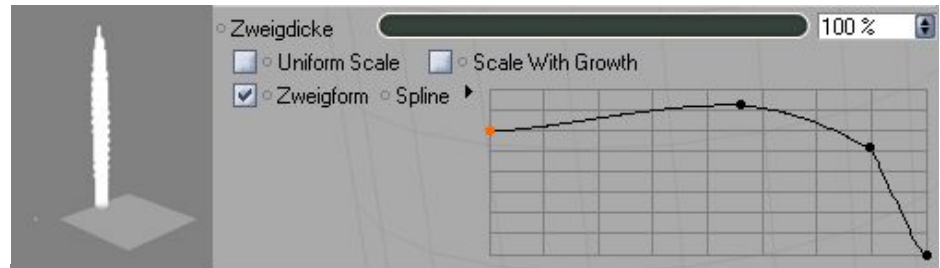 Zweigdicke 100 %
Uniform Scale Scale With Growth
Zweigform Spline